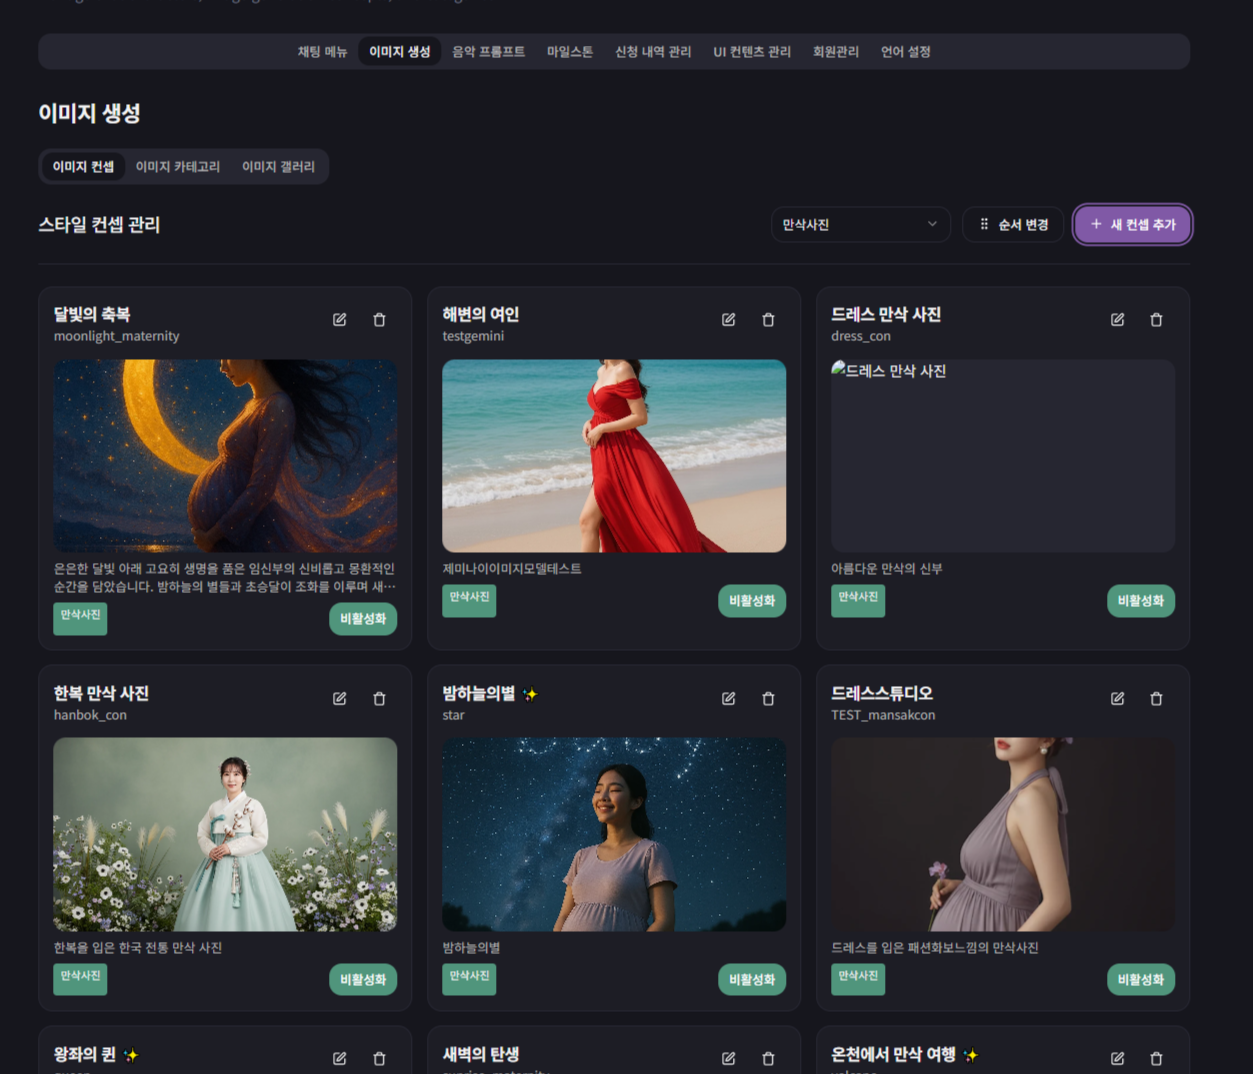 채팅 메뉴
이미지 생성
음악 프롬프트
마일스톤
신청 내역 관리
UI 컨텐츠 관리
회원관리
언어 설정
이미지 생성
이미지 컨셉
이미지 카테고리
이미지 갤러리
스타일 컨셉 관리
만삭사진
순서 변경
+ 새 컨셉 추가
달빛의 축복
moonlight_maternity
은은한 달빛 아래 고요히 생명을 품은 임신부의 신비롭고 몽환적인
순간을 담았습니다. 밤하늘의 별들과 초승달이 조화를 이루며 새…
만삭사진
비활성화
해변의 여인
testgemini
제미나이이미지모델테스트
만삭사진
비활성화
드레스 만삭 사진
dress_con
드레스 만삭 사진
아름다운 만삭의 신부
만삭사진
비활성화
한복 만삭 사진
hanbok_con
한복을 입은 한국 전통 만삭 사진
만삭사진
비활성화
밤하늘의별 ✨
star
밤하늘의별
만삭사진
비활성화
드레스스튜디오
TEST_mansakcon
드레스를 입은 패션화보느낌의 만삭사진
만삭사진
비활성화
왕좌의 퀸 ✨
새벽의 탄생
온천에서 만삭 여행 ✨